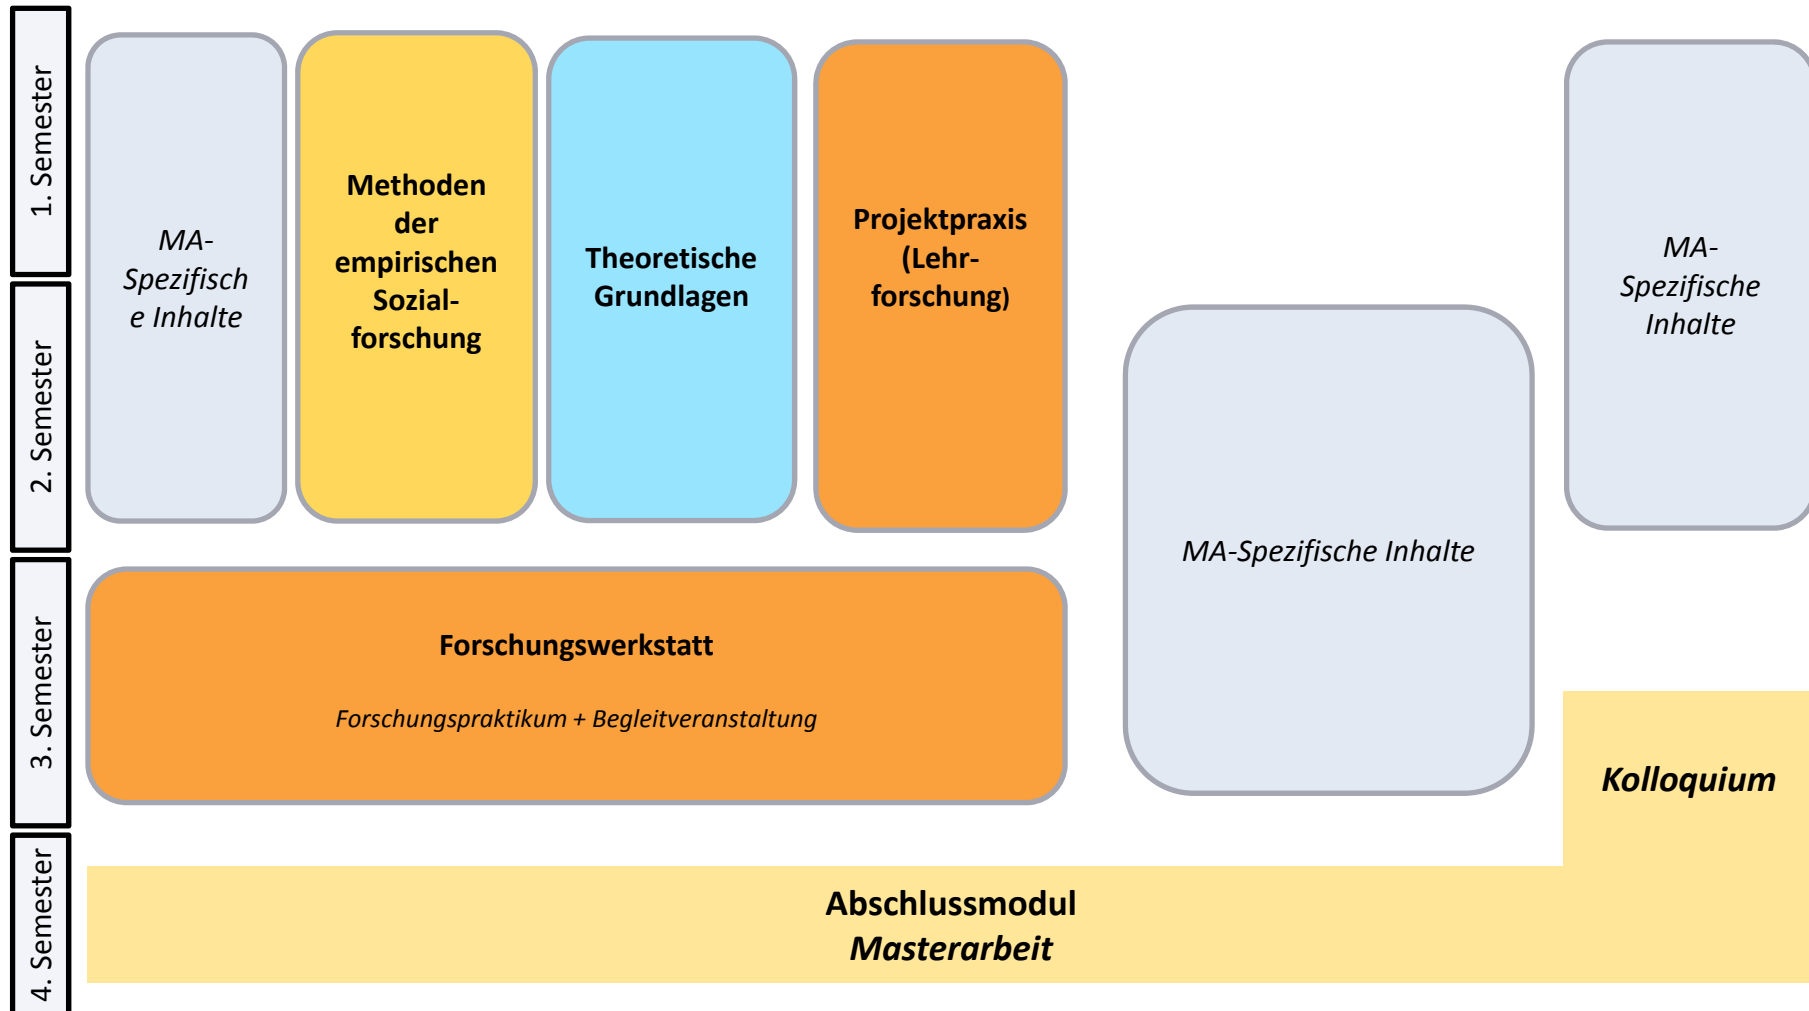 1. Semester
2. Semester
3. Semester
4. Semester
MA-
Spezifisch
e Inhalte
Methoden
der
empirischen
Sozial-
forschung
Theoretische
Grundlagen
Projektpraxis
(Lehr-
forschung)
MA-Spezifische Inhalte
MA-
Spezifische
Inhalte
Forschungswerkstatt
Forschungspraktikum + Begleitveranstaltung
Kolloquium
Abschlussmodul
Masterarbeit